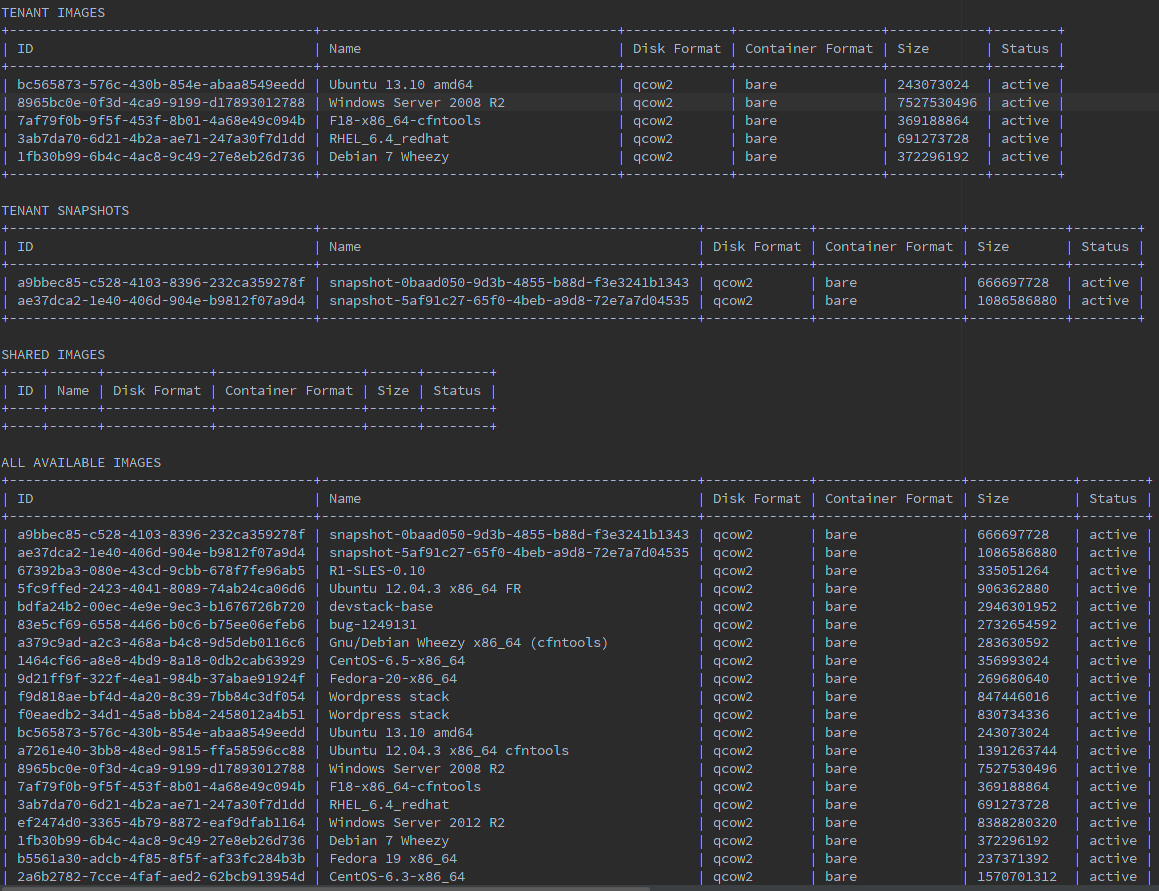 TENANT IMAGES
+--------------------------------------+-------------------------------------+-------------+------------------+------------+--------+
| ID                                   | Name                                | Disk Format | Container Format | Size       | Status |
+--------------------------------------+-------------------------------------+-------------+------------------+------------+--------+
| bc565873-576c-430b-854e-abaa8549eedd | Ubuntu 13.10 amd64                  | qcow2       | bare             | 243073024  | active |
| 8965bc0e-0f3d-4ca9-9199-d17893012788 | Windows Server 2008 R2              | qcow2       | bare             | 7527530496 | active |
| 7af79f0b-9f5f-453f-8b01-4a68e49c094b | F18-x86_64-cfntools                 | qcow2       | bare             | 369188864  | active |
| 3ab7da70-6d21-4b2a-ae71-247a30f7d1dd | RHEL_6.4_redhat                     | qcow2       | bare             | 691273728  | active |
| 1fb30b99-6b4c-4ac8-9c49-27e8eb26d736 | Debian 7 Wheezy                     | qcow2       | bare             | 372296192  | active |
+--------------------------------------+-------------------------------------+-------------+------------------+------------+--------+
TENANT SNAPSHOTS
+--------------------------------------+-----------------------------------------------+-------------+------------------+------------+--------+
| ID                                   | Name                                          | Disk Format | Container Format | Size       | Status |
+--------------------------------------+-----------------------------------------------+-------------+------------------+------------+--------+
| a9bbec85-c528-4103-8396-232ca359278f | snapshot-0baad050-9d3b-4855-b88d-f3e3241b1343 | qcow2       | bare             | 666697728  | active |
| ae37dca2-1e40-406d-904e-b9812f07a9d4 | snapshot-5af91c27-65f0-4beb-a9d8-72e7a7d04535 | qcow2       | bare             | 1086586880 | active |
+--------------------------------------+-----------------------------------------------+-------------+------------------+------------+--------+
SHARED IMAGES
+----+------+-------------+------------------+------+--------+
| ID | Name | Disk Format | Container Format | Size | Status |
+----+------+-------------+------------------+------+--------+
+----+------+-------------+------------------+------+--------+
ALL AVAILABLE IMAGES
+--------------------------------------+-----------------------------------------------+-------------+------------------+-------------+--------+
| ID                                   | Name                                          | Disk Format | Container Format | Size        | Status |
+--------------------------------------+-----------------------------------------------+-------------+------------------+-------------+--------+
| a9bbec85-c528-4103-8396-232ca359278f | snapshot-0baad050-9d3b-4855-b88d-f3e3241b1343 | qcow2       | bare             | 666697728   | active |
| ae37dca2-1e40-406d-904e-b9812f07a9d4 | snapshot-5af91c27-65f0-4beb-a9d8-72e7a7d04535 | qcow2       | bare             | 1086586880  | active |
| 67392ba3-080e-43cd-9cbb-678f7fe96ab5 | R1-SLES-0.10                                  | qcow2       | bare             | 335051264   | active |
| 5fc9ffed-2423-4041-8089-74ab24ca06d6 | Ubuntu 12.04.3 x86_64 FR                      | qcow2       | bare             | 906362880   | active |
| bdfa24b2-00ec-4e9e-9ec3-b1676726b720 | devstack-base                                 | qcow2       | bare             | 2946301952  | active |
| 83e5cf69-6558-4466-b0c6-b75ee06efeb6 | bug-1249131                                   | qcow2       | bare             | 2732654592  | active |
| a379c9ad-a2c3-468a-b4c8-9d5deb0116c6 | Gnu/Debian Wheezy x86_64 (cfntools)           | qcow2       | bare             | 283630592   | active |
| 1464cf66-a8e8-4bd9-8a18-0db2cab63929 | CentOS-6.5-x86_64                             | qcow2       | bare             | 356993024   | active |
| 9d21ff9f-322f-4ea1-984b-37abae91924f | Fedora-20-x86_64                              | qcow2       | bare             | 269680640   | active |
| f9d818ae-bf4d-4a20-8c39-7bb84c3df054 | Wordpress stack                               | qcow2       | bare             | 847446016   | active |
| f0eaedb2-34d1-45a8-bb84-2458012a4b51 | Wordpress stack                               | qcow2       | bare             | 830734336   | active |
| bc565873-576c-430b-854e-abaa8549eedd | Ubuntu 13.10 amd64                            | qcow2       | bare             | 243073024   | active |
| a7261e40-3bb8-48ed-9815-ffa58596cc88 | Ubuntu 12.04.3 x86_64 cfntools                | qcow2       | bare             | 1391263744  | active |
| 8965bc0e-0f3d-4ca9-9199-d17893012788 | Windows Server 2008 R2                        | qcow2       | bare             | 7527530496  | active |
| 7af79f0b-9f5f-453f-8b01-4a68e49c094b | F18-x86_64-cfntools                           | qcow2       | bare             | 369188864   | active |
| 3ab7da70-6d21-4b2a-ae71-247a30f7d1dd | RHEL_6.4_redhat                               | qcow2       | bare             | 691273728   | active |
| ef2474d0-3365-4b79-8872-eaf9dfab1164 | Windows Server 2012 R2                        | qcow2       | bare             | 8388280320  | active |
| 1fb30b99-6b4c-4ac8-9c49-27e8eb26d736 | Debian 7 Wheezy                               | qcow2       | bare             | 372296192   | active |
| b5561a30-adcb-4f85-8f5f-af33fc284b3b | Fedora 19 x86_64                              | qcow2       | bare             | 237371392   | active |
| 2a6b2782-7cce-4faf-aed2-62bcb913954d | CentOS-6.3-x86_64                             | qcow2       | bare             | 1570701312  | active |